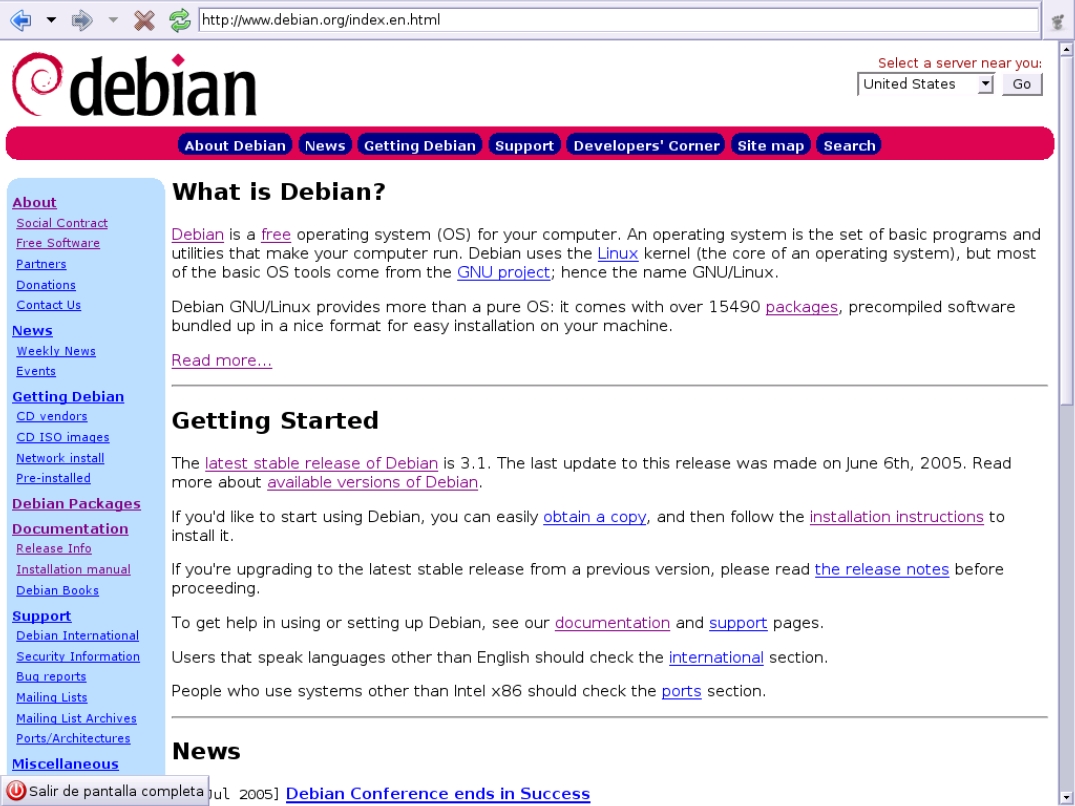 http://www.debian.org/index.en.html
debian
Select a server near you:
United States Go
About Debian News Getting Debian Support Developers' Corner Site map Search
About
Social Contract
Free Software
Partners
Donations
Contact Us
News
Weekly News
Events
Getting Debian
CD vendors
CD ISO images
Network install
Pre-installed
Debian Packages
Documentation
Release Info
Installation manual
Debian Books
Support
Debian International
Security Information
Bug reports
Mailing Lists
Mailing List Archives
Ports/Architectures
Miscellaneous
Salir de pantalla completa
What is Debian?
Debian is a free operating system (OS) for your computer. An operating system is the set of basic programs and
utilities that make your computer run. Debian uses the Linux kernel (the core of an operating system), but most
of the basic OS tools come from the GNU project; hence the name GNU/Linux.
Debian GNU/Linux provides more than a pure OS: it comes with over 15490 packages, precompiled software
bundled up in a nice format for easy installation on your machine.
Read more...
Getting Started
The latest stable release of Debian is 3.1. The last update to this release was made on June 6th, 2005. Read
more about available versions of Debian.
If you'd like to start using Debian, you can easily obtain a copy, and then follow the installation instructions to
install it.
If you're upgrading to the latest stable release from a previous version, please read the release notes before
proceeding.
To get help in using or setting up Debian, see our documentation and support pages.
Users that speak languages other than English should check the international section.
People who use systems other than Intel x86 should check the ports section.
News
Jul 2005] Debian Conference ends in Success